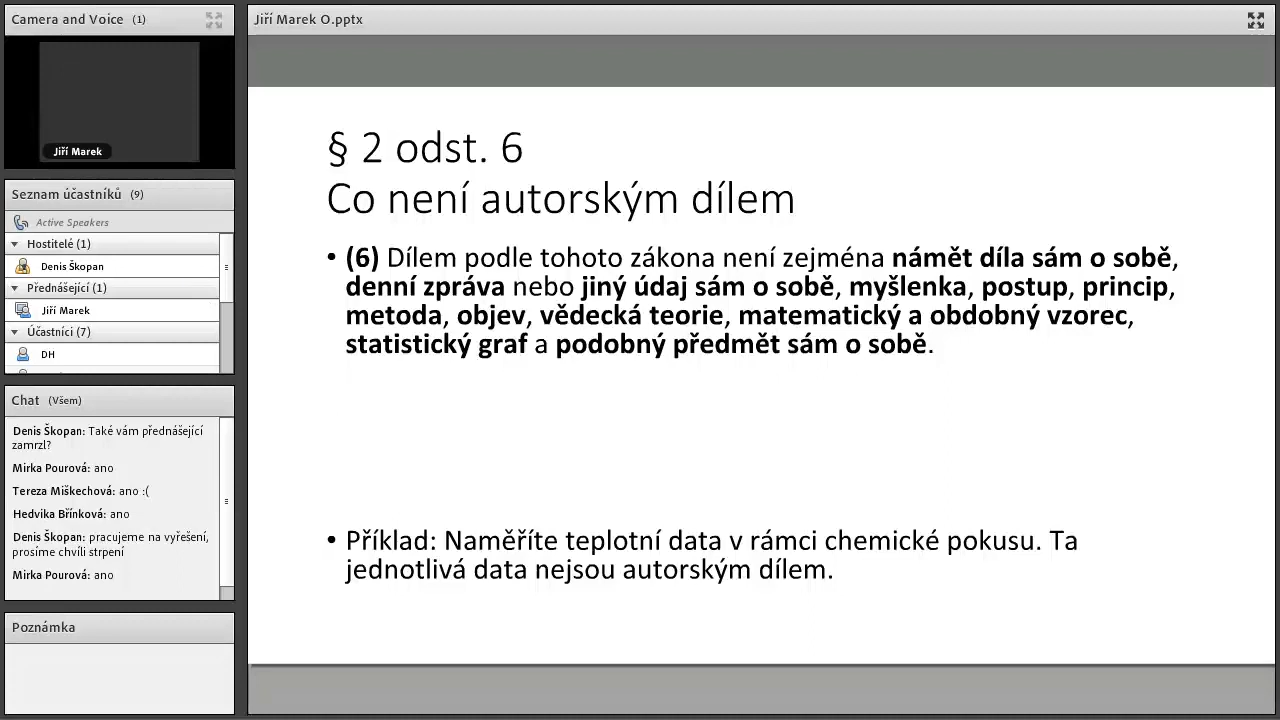 Camera and Voice (1)
Jiří Marek
Seznam účastníků (9)
Active Speakers
Hostitelé (1)
Denis Škopan
Přednášející (1)
Jiří Marek
Účastníci (7)
DH
Chat (Všem)
Denis Škopan: Také vám přednášející
zamrzl?
Mirka Pourová: ano
Tereza Miškechová: ano :(
Hedvika Břínková: ano
Denis Škopan: pracujeme na vyřešení,
prosíme chvíli strpení
Mirka Pourová: ano
Poznámka
Jiří Marek O.pptx
§ 2 odst. 6
Co není autorským dílem
• (6) Dílem podle tohoto zákona není zejména námět díla sám o sobě,
denní zpráva nebo jiný údaj sám o sobě, myšlenka, postup, princip,
metoda, objev, vědecká teorie, matematický a obdobný vzorec,
statistický graf a podobný předmět sám o sobě.
• Příklad: Naměříte teplotní data v rámci chemické pokusu. Ta
jednotlivá data nejsou autorským dílem.